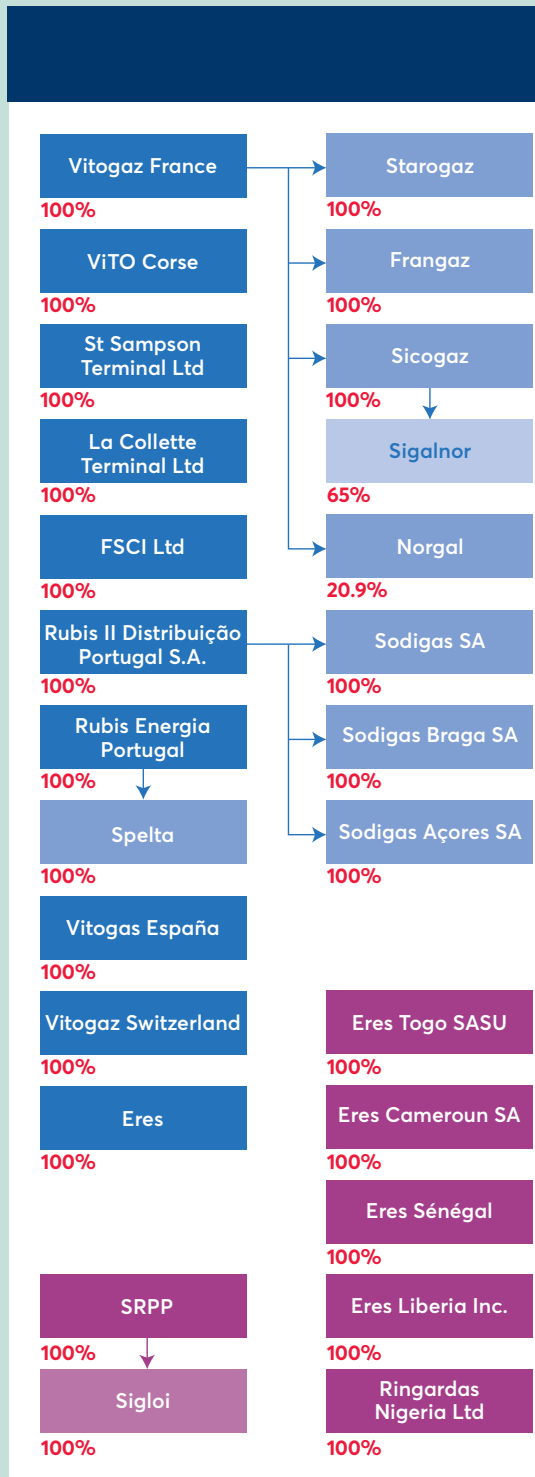 Vitogaz France
100%
ViTO Corse
100%
St Sampson
Terminal Ltd
100%
La Collette
Terminal Ltd
100%
FSCI Ltd
100%
Rubis II Distribuição
Portugal S.A.
100%
Rubis Energia
Portugal
100%
Spelta
100%
Vitogas España
100%
Vitogaz Switzerland
100%
Eres
100%
SRPP
100%
Sigloi
100%
Starogaz
100%
Frangaz
100%
Sicogaz
100%
Sigalnor
65%
Norgal
20.9%
Sodigas SA
100%
Sodigas Braga SA
100%
Sodigas Açores SA
100%
Eres Togo SASU
100%
Eres Cameroun SA
100%
Eres Sénégal
100%
Eres Liberia Inc.
100%
Ringardas
Nigeria Ltd
100%